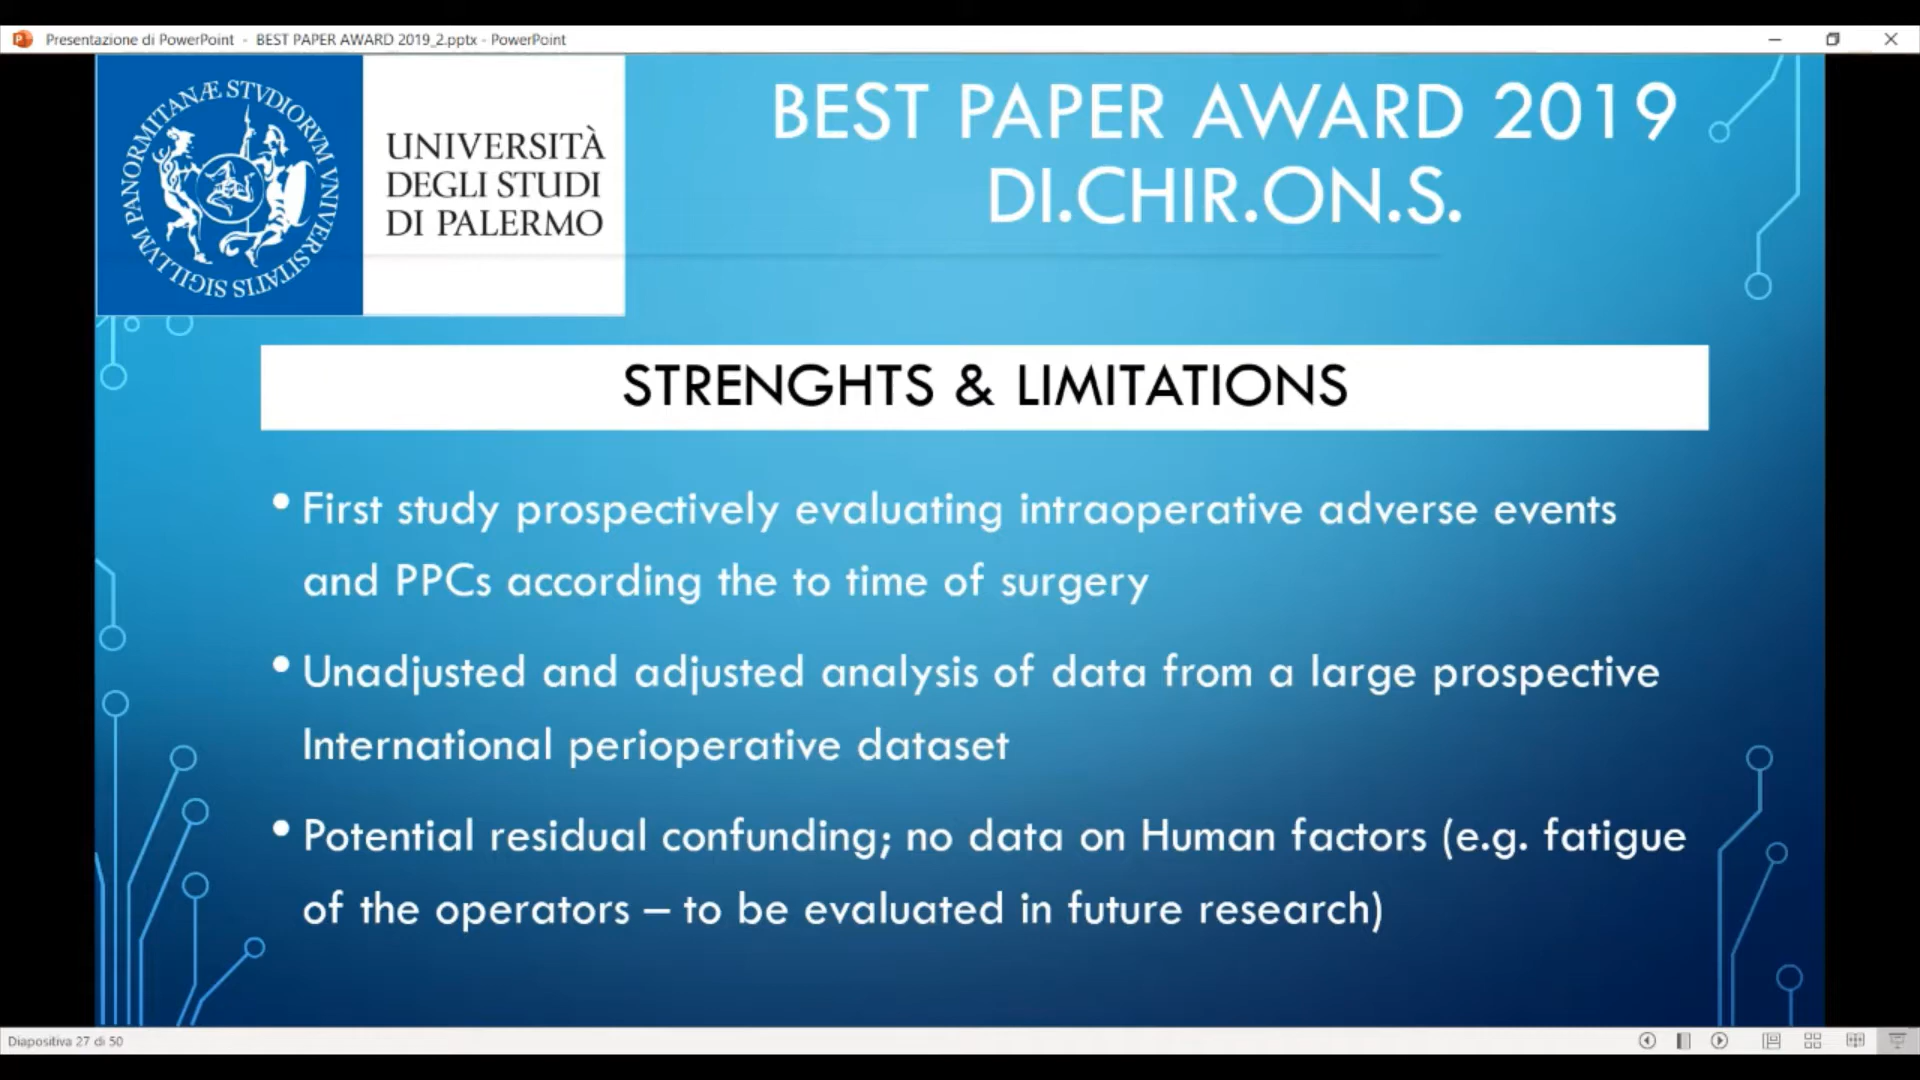 Presentazione di PowerPoint - BEST PAPER AWARD 2019_2.pptx - PowerPoint
PANORMITANÆ STVDIORVM VNIVERSITATIS SIGILLVM
UNIVERSITÀ
DEGLI STUDI
DI PALERMO
BEST PAPER AWARD 2019
DI.CHIR.ON.S.
STRENGHTS & LIMITATIONS
• First study prospectively evaluating intraoperative adverse events
and PPCs according the to time of surgery
• Unadjusted and adjusted analysis of data from a large prospective
International perioperative dataset
• Potential residual confunding; no data on Human factors (e.g. fatigue
of the operators – to be evaluated in future research)
Diapositiva 27 di 50